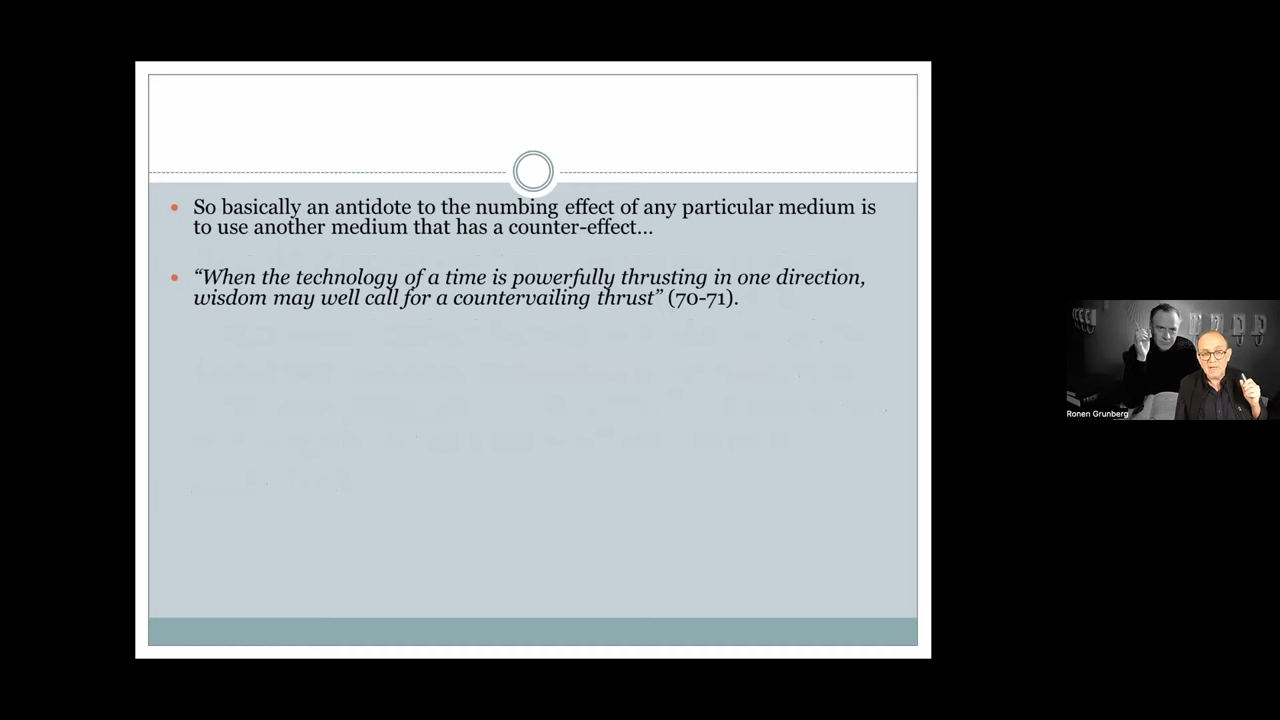 • So basically an antidote to the numbing effect of any particular medium is
to use another medium that has a counter-effect…
• “When the technology of a time is powerfully thrusting in one direction,
wisdom may well call for a countervailing thrust” (70-71).
Ronen Grunberg